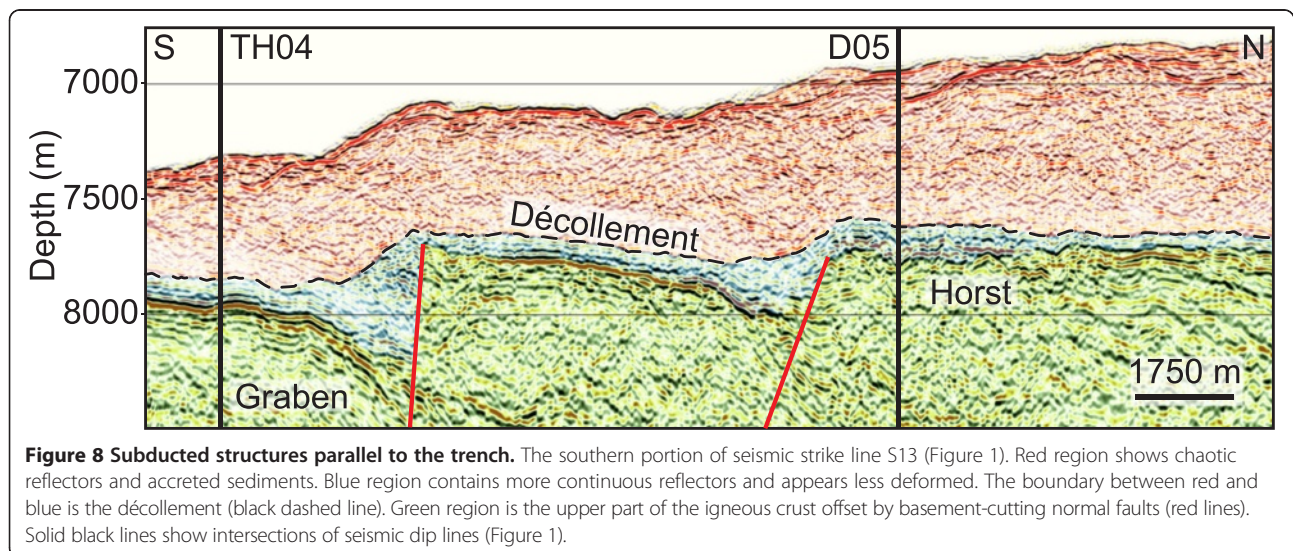 S TH04 D05 N
7000
7500
8000
Depth (m)
Décollement
Horst
Graben
1750 m
Figure 8 Subducted structures parallel to the trench. The southern portion of seismic strike line S13 (Figure 1). Red region shows chaotic
reflectors and accreted sediments. Blue region contains more continuous reflectors and appears less deformed. The boundary between red and
blue is the décollement (black dashed line). Green region is the upper part of the igneous crust offset by basement-cutting normal faults (red lines).
Solid black lines show intersections of seismic dip lines (Figure 1).